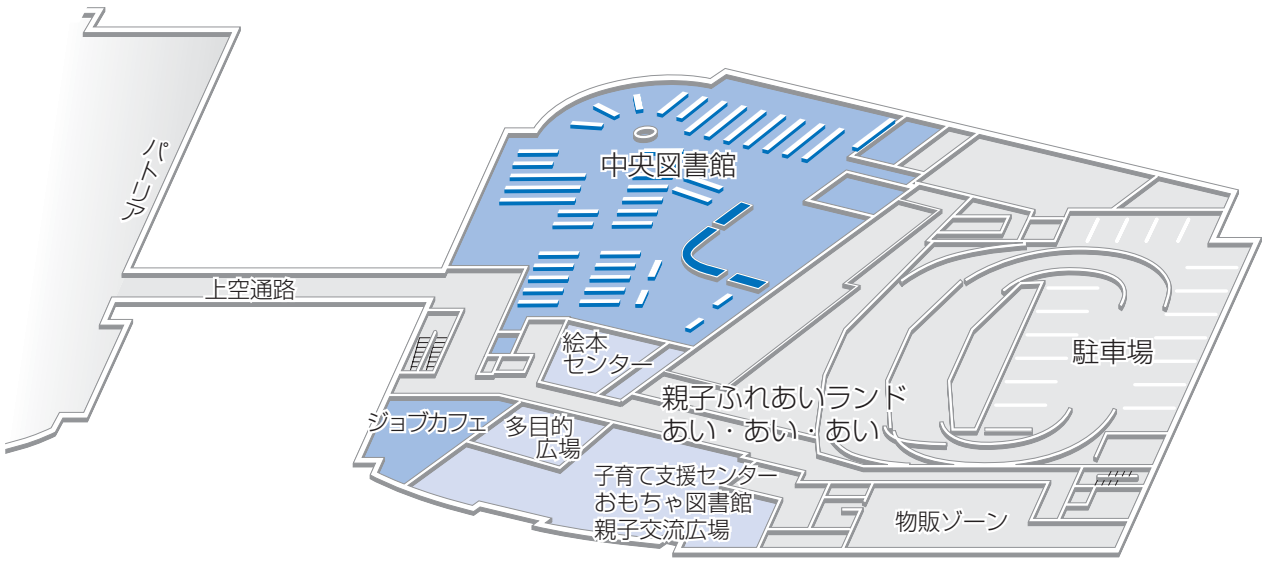 パトリア
上空通路
中央図書館
絵本
センター
駐車場
親子ふれあいランド
あい・あい・あい
ジョブカフェ
多目的
広場
子育て支援センター
おもちゃ図書館
親子交流広場
物販ゾーン